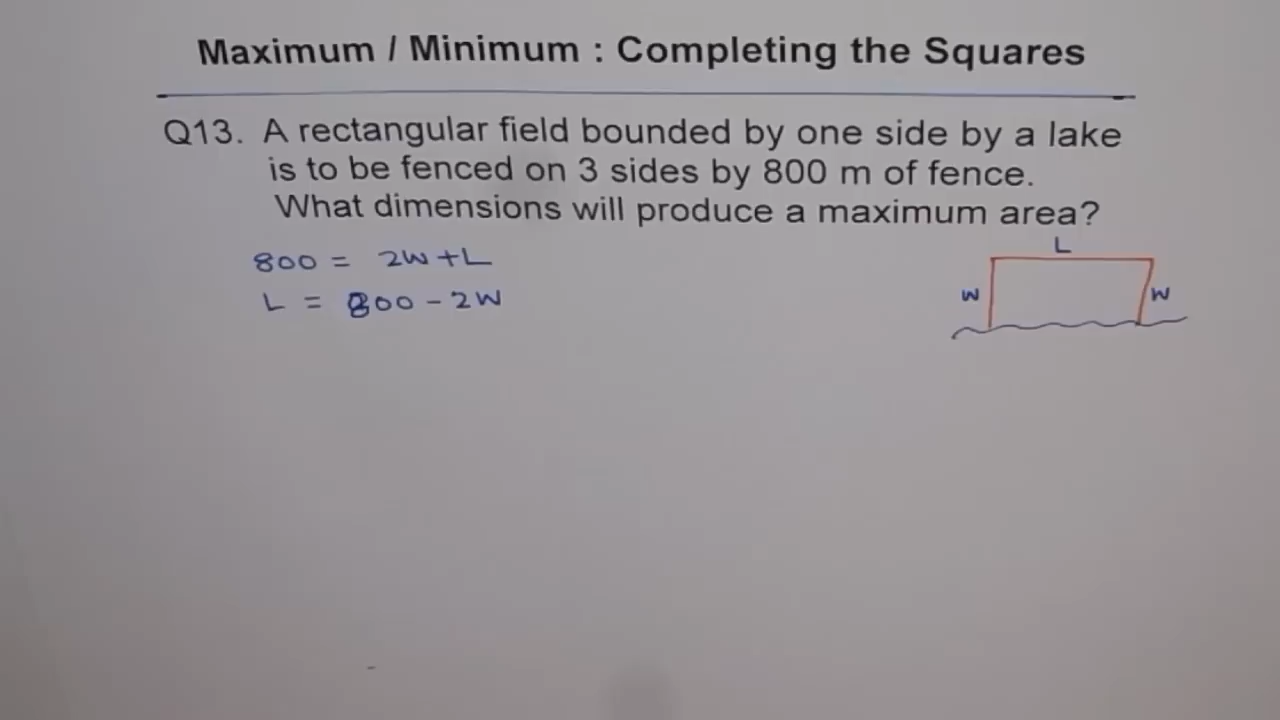 Maximum / Minimum : Completing the Squares
Q13. A rectangular field bounded by one side by a lake
is to be fenced on 3 sides by 800 m of fence.
What dimensions will produce a maximum area?
800 = 2W + L
L = 800 - 2W
L
W
W